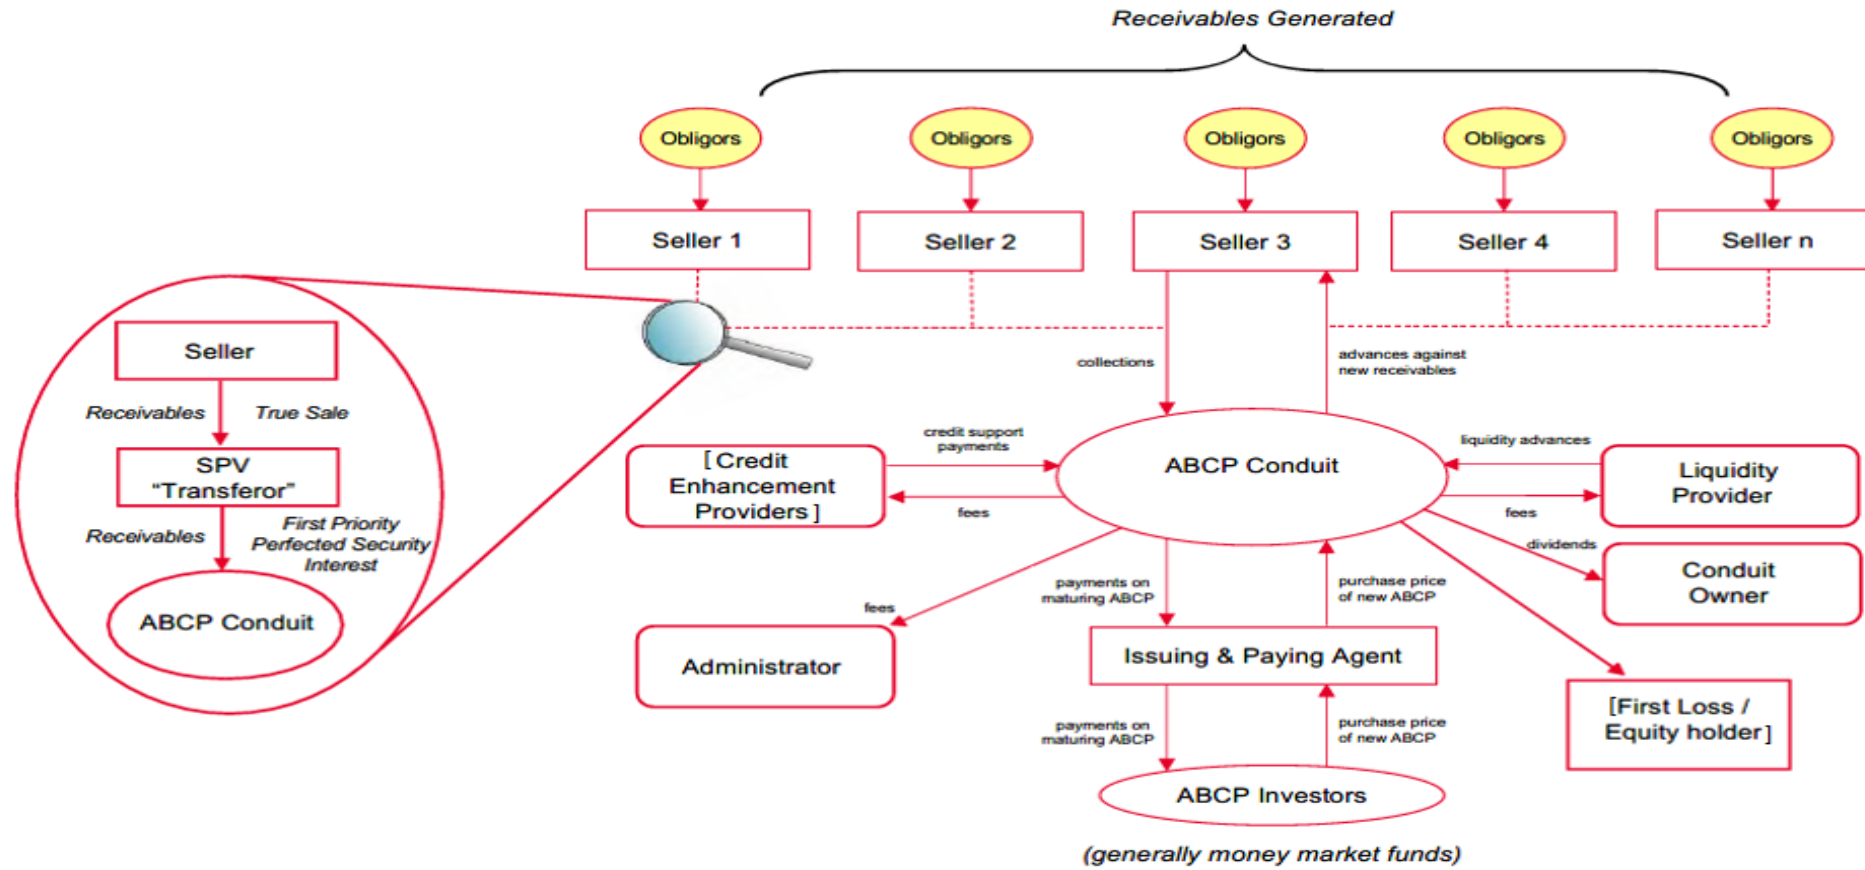 Receivables Generated
Obligors
Obligors
Obligors
Obligors
Obligors
Seller 1
Seller 2
Seller 3
Seller 4
Seller n
Seller
Receivables
True Sale
SPV
“Transferor”
Receivables
First Priority
Perfected Security
Interest
ABCP Conduit
collections
advances against
new receivables
credit support
payments
liquidity advances
[Credit
Enhancement
Providers]
ABCP Conduit
Liquidity
Provider
fees
fees
dividends
Conduit
Owner
fees
payments on
maturing ABCP
purchase price
of new ABCP
Administrator
Issuing & Paying Agent
[First Loss /
Equity holder]
payments on
maturing ABCP
purchase price
of new ABCP
ABCP Investors
(generally money market funds)